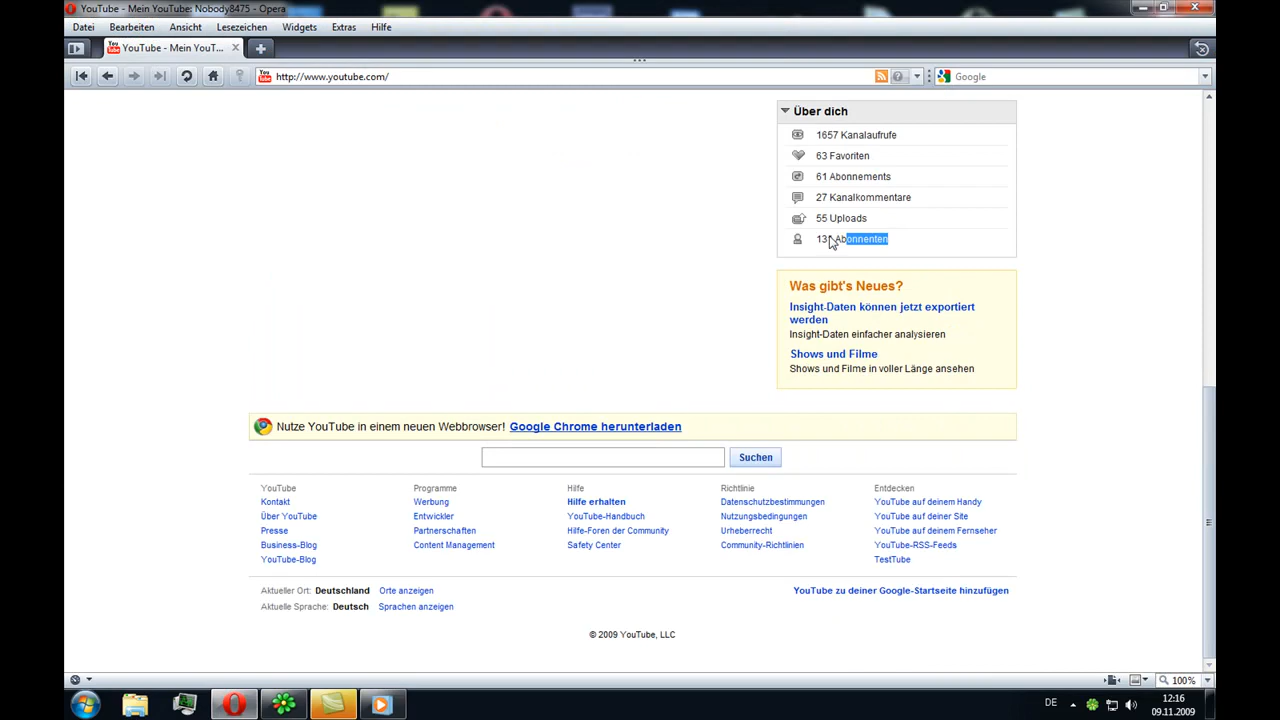 YouTube - Mein YouTube: Nobody8475 - Opera
Datei Bearbeiten Ansicht Lesezeichen Widgets Extras Hilfe
You Tube YouTube - Mein YouT...
You Tube http://www.youtube.com/ Google
Über dich
1657 Kanalaufrufe
63 Favoriten
61 Abonnements
27 Kanalkommentare
55 Uploads
Abonnenten
Was gibt's Neues?
Insight-Daten können jetzt exportiert
werden
Insight-Daten einfacher analysieren
Shows und Filme
Shows und Filme in voller Länge ansehen
Nutze YouTube in einem neuen Webbrowser! Google Chrome herunterladen
Suchen
YouTube Programme Hilfe Richtlinie Entdecken
Kontakt Werbung Hilfe erhalten Datenschutzbestimmungen YouTube auf deinem Handy
Über YouTube Entwickler YouTube-Handbuch Nutzungsbedingungen YouTube auf deiner Site
Presse Partnerschaften Hilfe-Foren der Community Urheberrecht YouTube auf deinem Fernseher
Business-Blog Content Management Safety Center Community-Richtlinien YouTube-RSS-Feeds
YouTube-Blog TestTube
Aktueller Ort: Deutschland Orte anzeigen YouTube zu deiner Google-Startseite hinzufügen
Aktuelle Sprache: Deutsch Sprachen anzeigen
© 2009 YouTube, LLC
100%
DE 12:16
09.11.2009